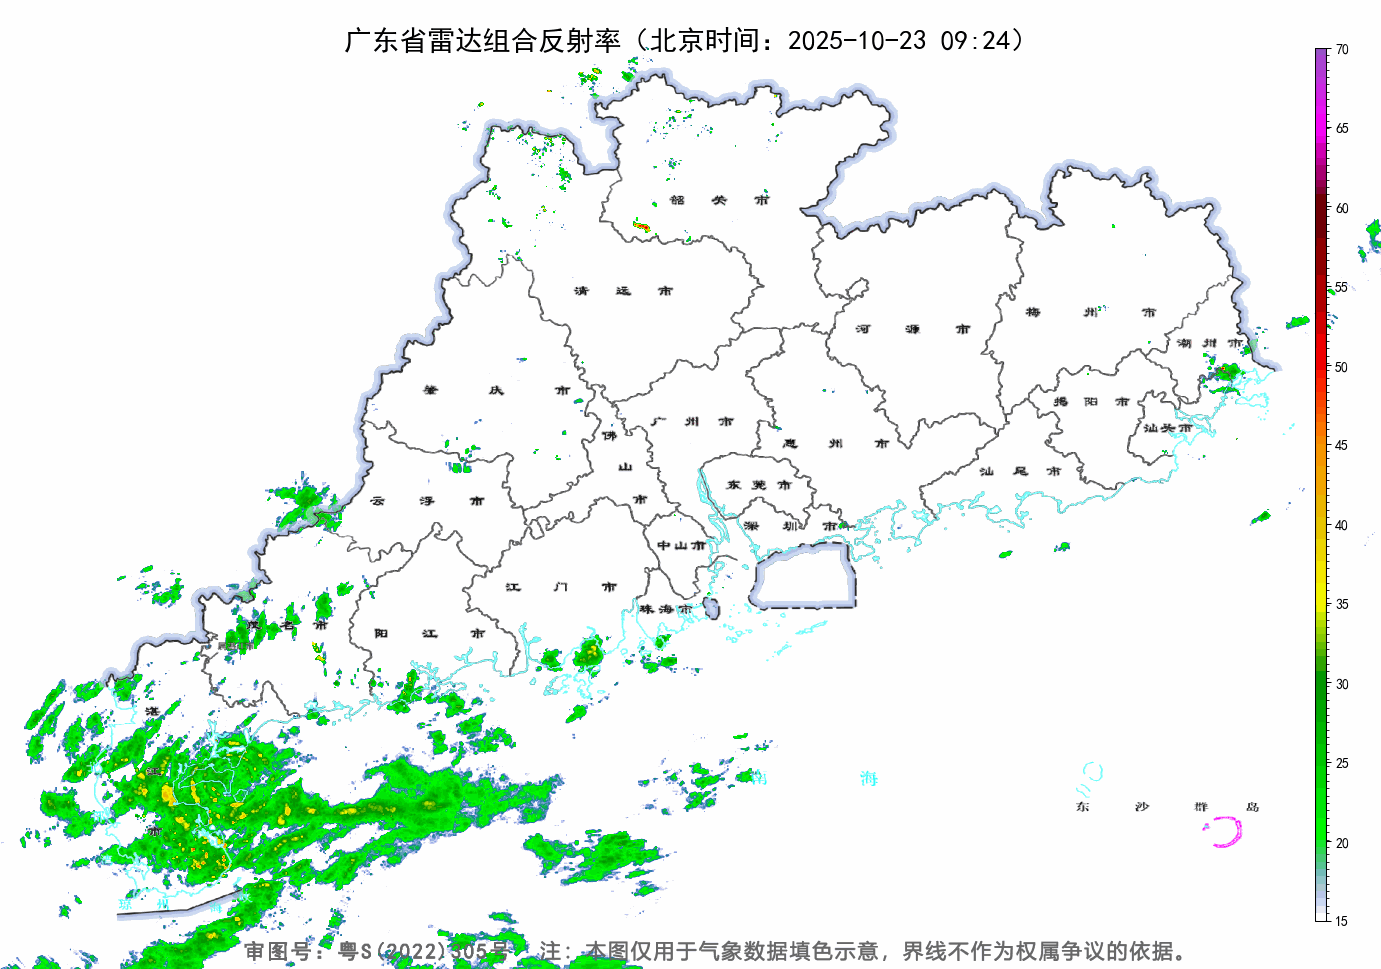 广东省雷达组合反射率（北京时间：2025-10-23 09:24）
70
65
60
55
50
45
40
35
30
25
20
15
韶关市
清远市
河源市
梅州市
潮州市
肇庆市
广州市
揭阳市
汕头市
佛山市
惠州市
汕尾市
东莞市
云浮市
深圳市
中山市
江门市
珠海市
茂名市
阳江市
湛江市
南海
东沙群岛
琼州海
审图号：粤S(2022)305号 注：本图仅用于气象数据填色示意，界线不作为权属争议的依据。